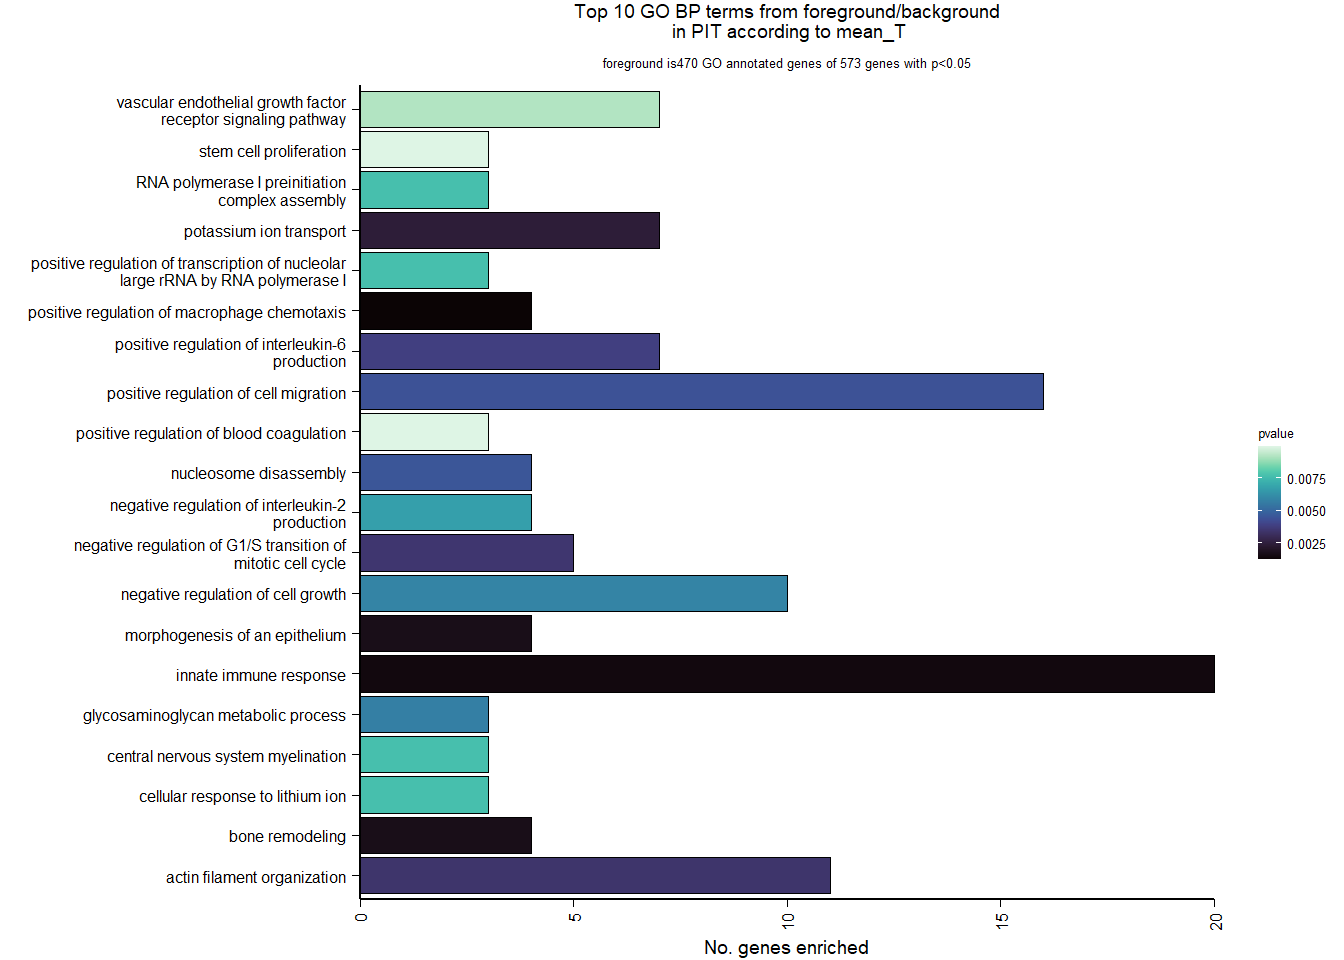 Top 10 GO BP terms from foreground/background
in PIT according to mean_T
foreground is470 GO annotated genes of 573 genes with p<0.05
vascular endothelial growth factor
receptor signaling pathway
stem cell proliferation
RNA polymerase I preinitiation
complex assembly
potassium ion transport
positive regulation of transcription of nucleolar
large rRNA by RNA polymerase I
positive regulation of macrophage chemotaxis
positive regulation of interleukin-6
production
positive regulation of cell migration
positive regulation of blood coagulation
nucleosome disassembly
negative regulation of interleukin-2
production
negative regulation of G1/S transition of
mitotic cell cycle
negative regulation of cell growth
morphogenesis of an epithelium
innate immune response
glycosaminoglycan metabolic process
central nervous system myelination
cellular response to lithium ion
bone remodeling
actin filament organization
0
5
10
15
20
No. genes enriched
pvalue
0.0075
0.0050
0.0025